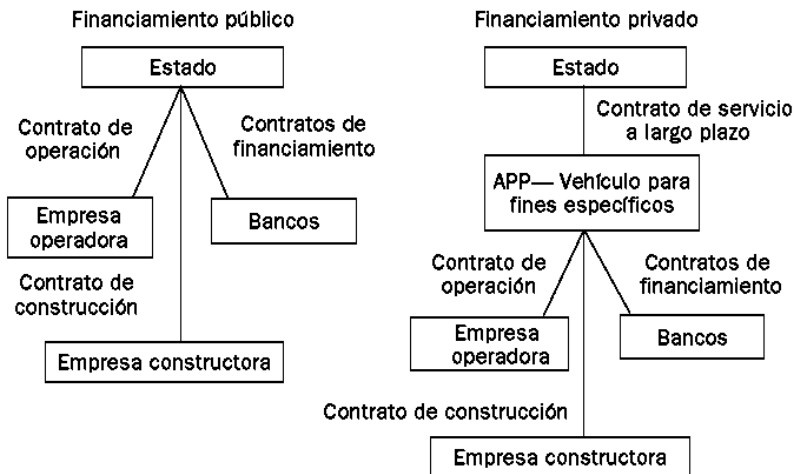 Financiamiento público
Estado
Contrato de
operación
Contratos de
financiamiento
Empresa
operadora
Bancos
Contrato de
construcción
Empresa constructora
Financiamiento privado
Estado
Contrato de servicio
a largo plazo
APP— Vehículo para
fines específicos
Contrato de
operación
Contratos de
financiamiento
Empresa
operadora
Bancos
Contrato de construcción
Empresa constructora